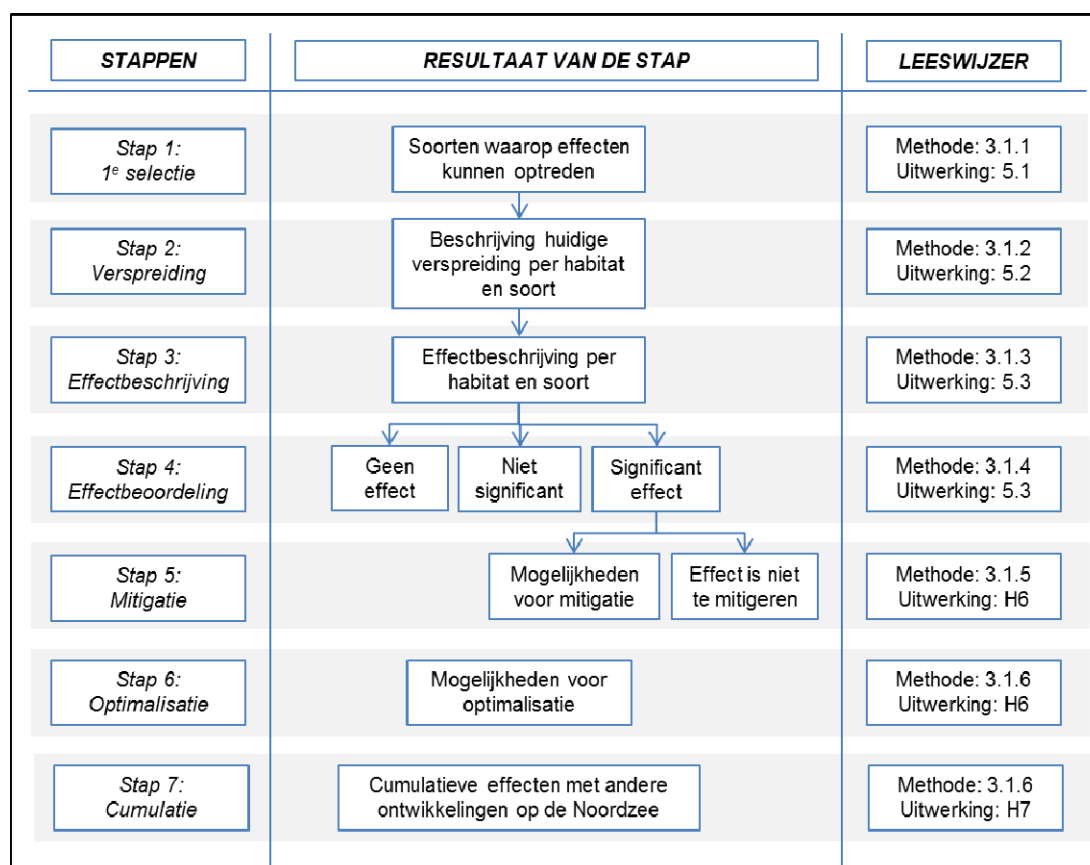 STAPPEN
RESULTAAT VAN DE STAP
LEESWIJZER
Stap 1:
1e selectie
Soorten waarop effecten
kunnen optreden
Methode: 3.1.1
Uitwerking: 5.1
Stap 2:
Verspreiding
Beschrijving huidige
verspreiding per habitat
en soort
Methode: 3.1.2
Uitwerking: 5.2
Stap 3:
Effectbeschrijving
Effectbeschrijving per
habitat en soort
Methode: 3.1.3
Uitwerking: 5.3
Stap 4:
Effectbeoordeling
Geen
effect
Niet
significant
Significant
effect
Methode: 3.1.4
Uitwerking: 5.3
Stap 5:
Mitigatie
Mogelijkheden
voor mitigatie
Effect is niet
te mitigeren
Methode: 3.1.5
Uitwerking: H6
Stap 6:
Optimalisatie
Mogelijkheden voor
optimalisatie
Methode: 3.1.6
Uitwerking: H6
Stap 7:
Cumulatie
Cumulatieve effecten met andere
ontwikkelingen op de Noordzee
Methode: 3.1.6
Uitwerking: H7